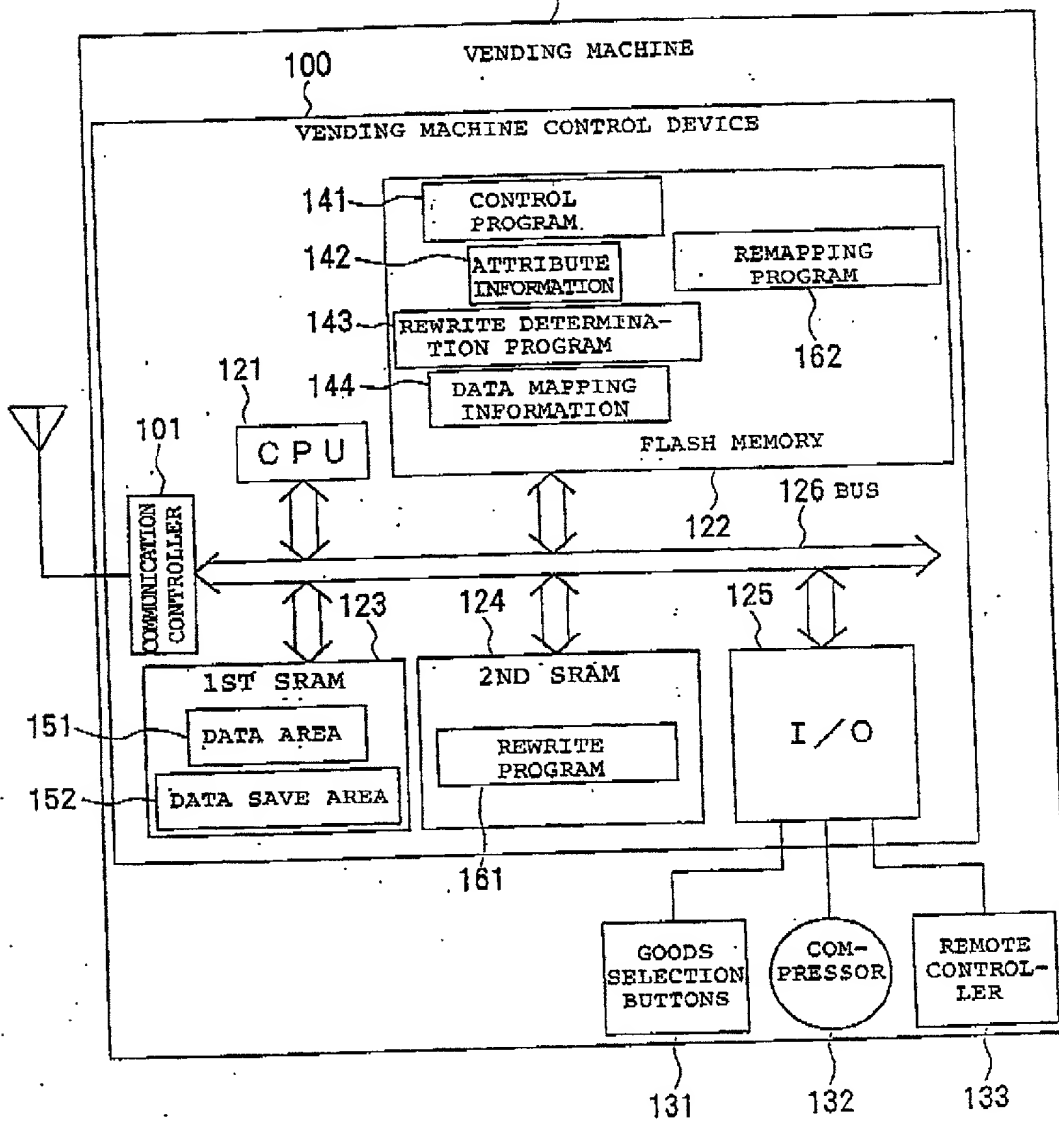 VENDING MACHINE
100
VENDING MACHINE CONTROL DEVICE
141
CONTROL
PROGRAM.
142
ATTRIBUTE
INFORMATION
REMAPPING
PROGRAM
162
143
REWRITE DETERMINA-
TION PROGRAM
144
DATA MAPPING
INFORMATION
FLASH MEMORY
122
121
CPU
101
COMMUNICATION
CONTROLLER
126 BUS
123
1ST SRAM
151
DATA AREA
152
DATA SAVE AREA
124
2ND SRAM
REWRITE
PROGRAM
161
125
I/O
GOODS
SELECTION
BUTTONS
131
COM-
PRESSOR
132
REMOTE
CONTROL-
LER
133